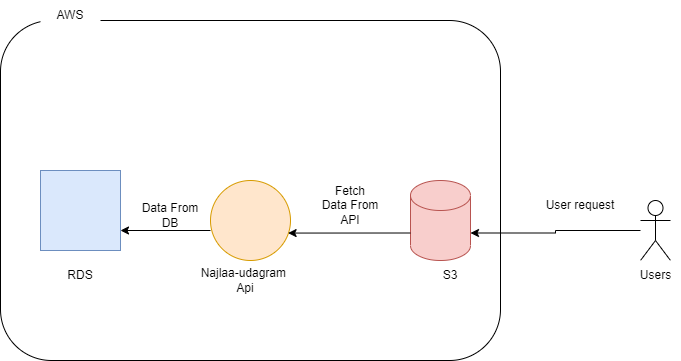 AWS
Data From
DB
Fetch
Data From
API
User request
RDS
Najlaa-udagram
Api
S3
Users